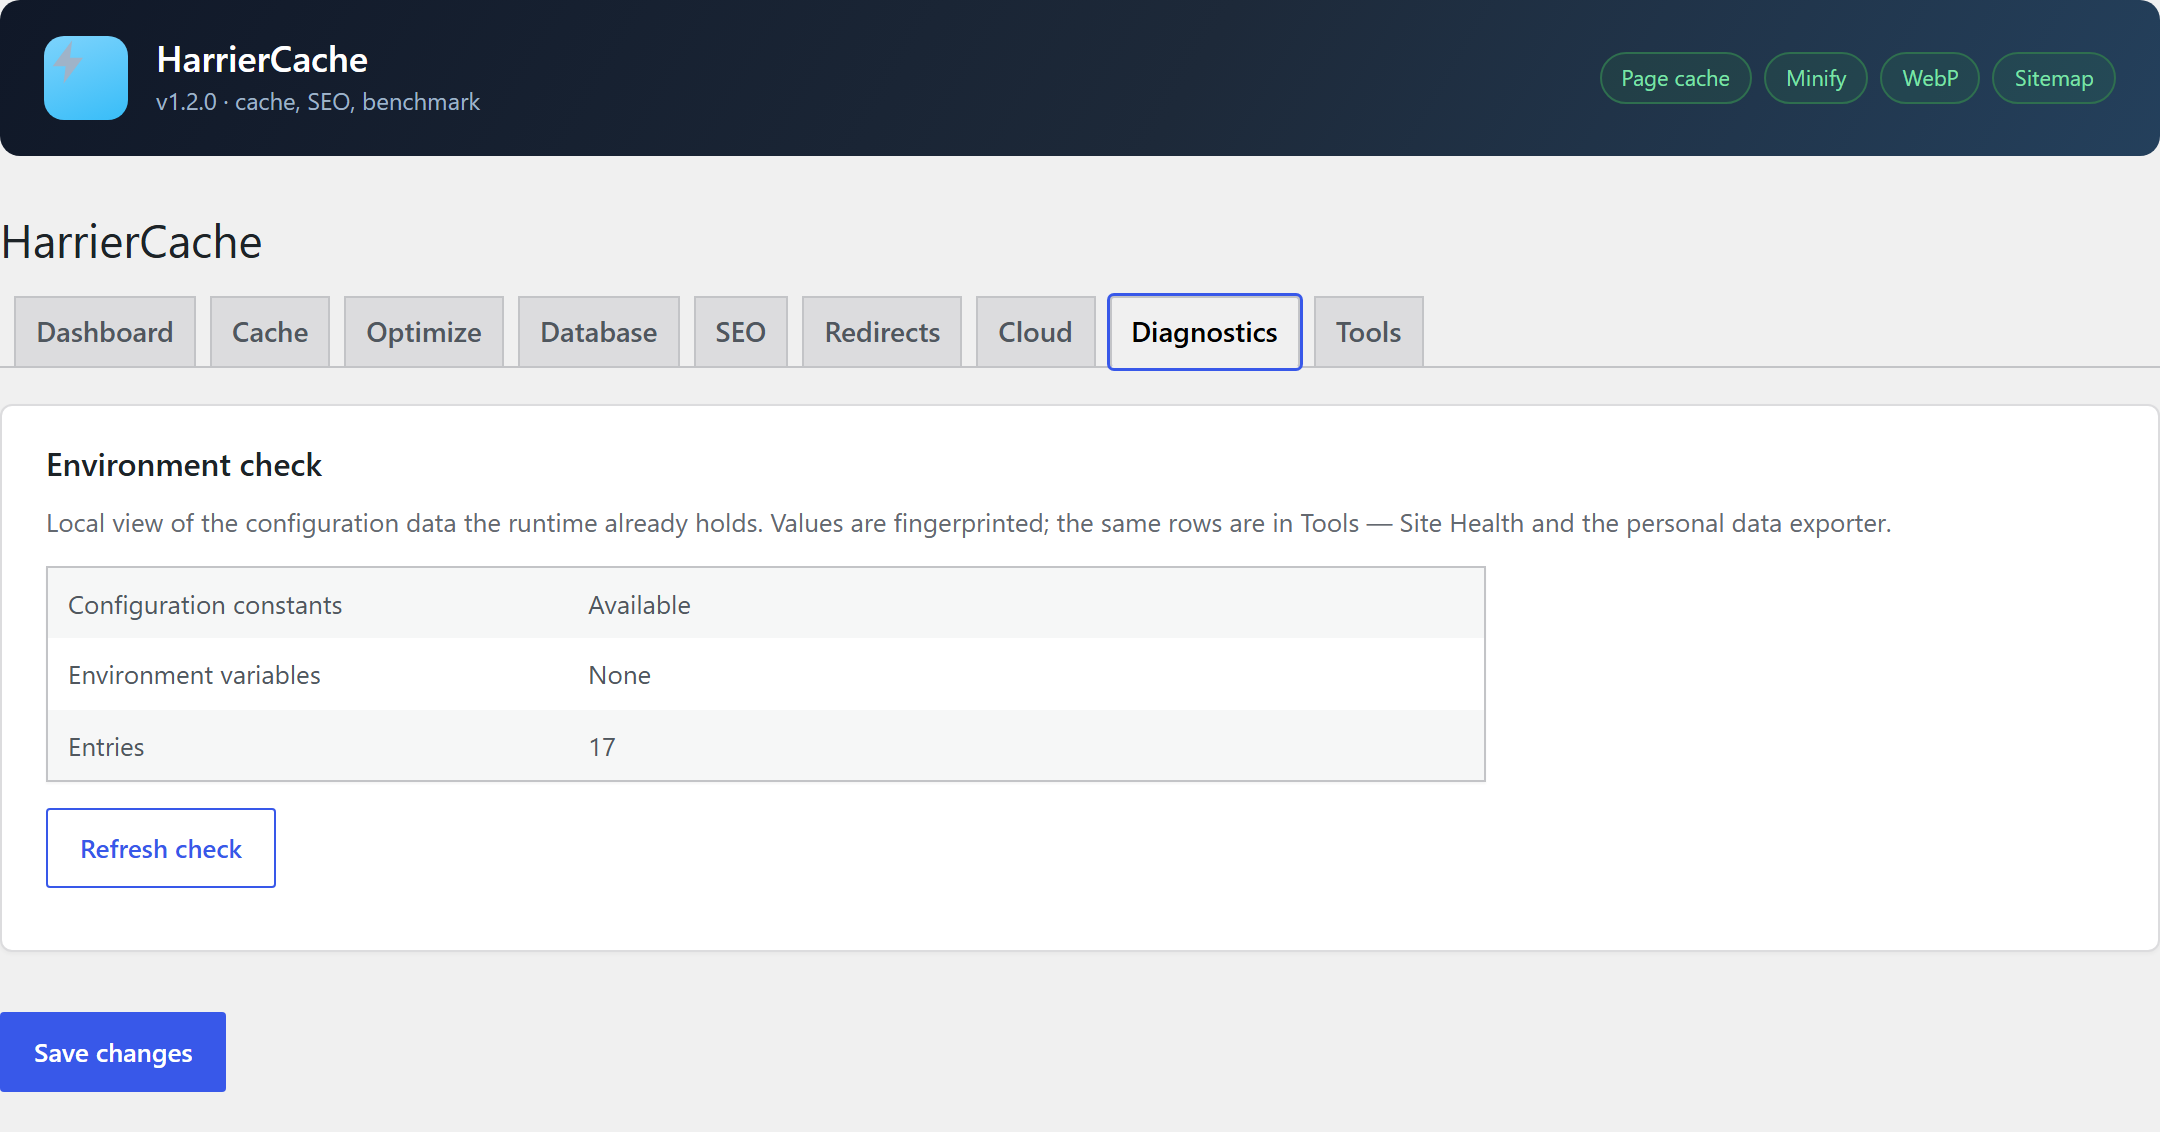 HarrierCache
v1.2.0 · cache, SEO, benchmark
Page cache
Minify
WebP
Sitemap
HarrierCache
Dashboard
Cache
Optimize
Database
SEO
Redirects
Cloud
Diagnostics
Tools
Environment check
Local view of the configuration data the runtime already holds. Values are fingerprinted; the same rows are in Tools — Site Health and the personal data exporter.
Configuration constants Available
Environment variables None
Entries 17
Refresh check
Save changes